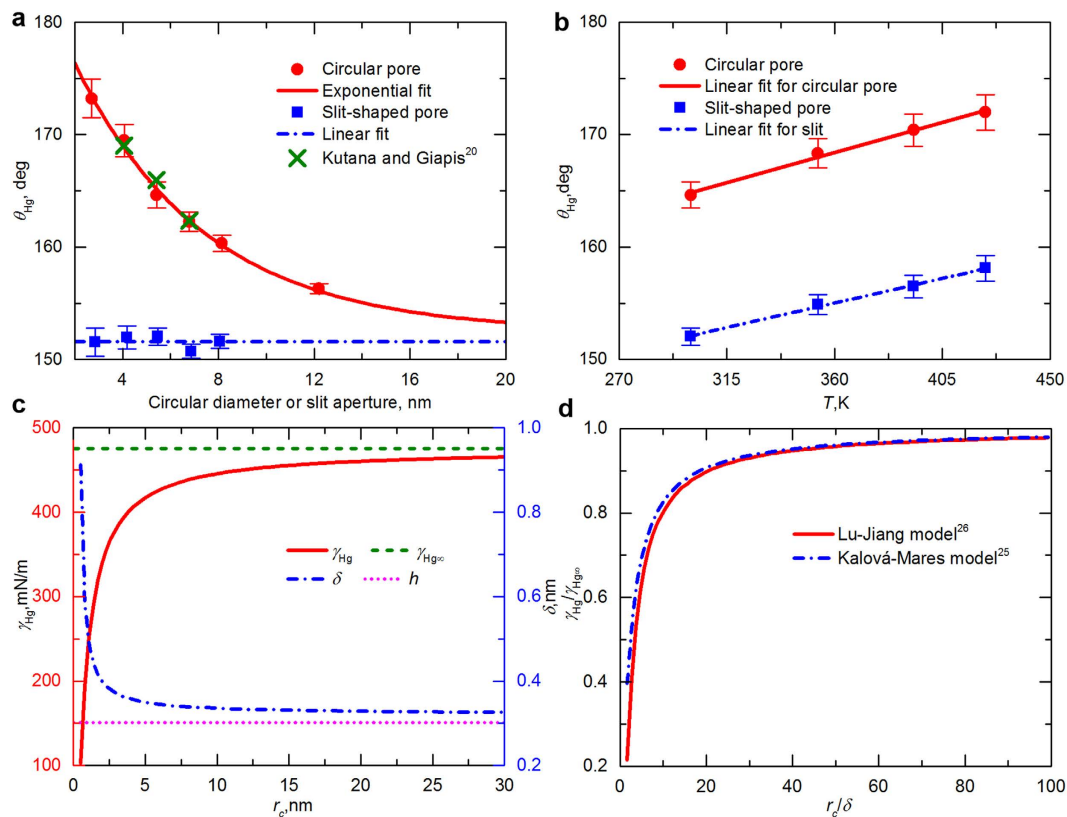 a
180
170
160
150
θHg, deg
4
8
12
16
20
Circular diameter or slit aperture, nm
Circular pore
Exponential fit
Slit-shaped pore
Linear fit
Kutana and Giapis20
b
180
170
160
150
θHg,deg
270
315
360
405
450
T,K
Circular pore
Linear fit for circular pore
Slit-shaped pore
Linear fit for slit
c
500
400
300
200
100
γHg,mN/m
0
5
10
15
20
25
30
rc,nm
1.0
0.8
0.6
0.4
0.2
δ,nm
γHg
γHg∞
δ
h
d
1.0
0.8
0.6
0.4
0.2
γHg/γHg∞
0
20
40
60
80
100
rc/δ
Lu-Jiang model26
Kalová-Mares model25